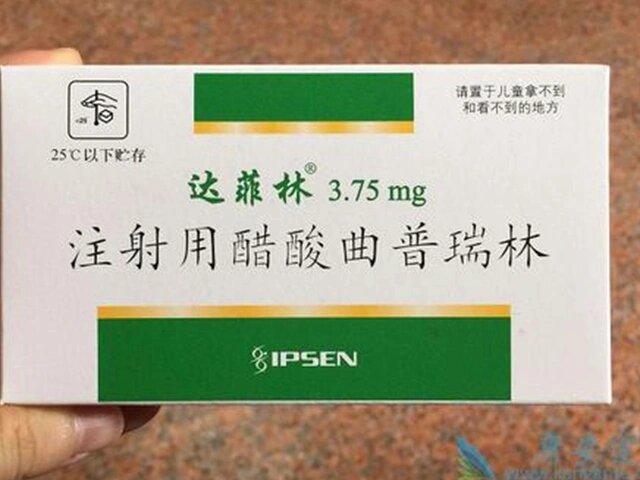 请置于儿童拿不到
和看不到的地方
<25
25℃以下贮存
达菲林® 3.75 mg
注射用醋酸曲普瑞林
IPSEN